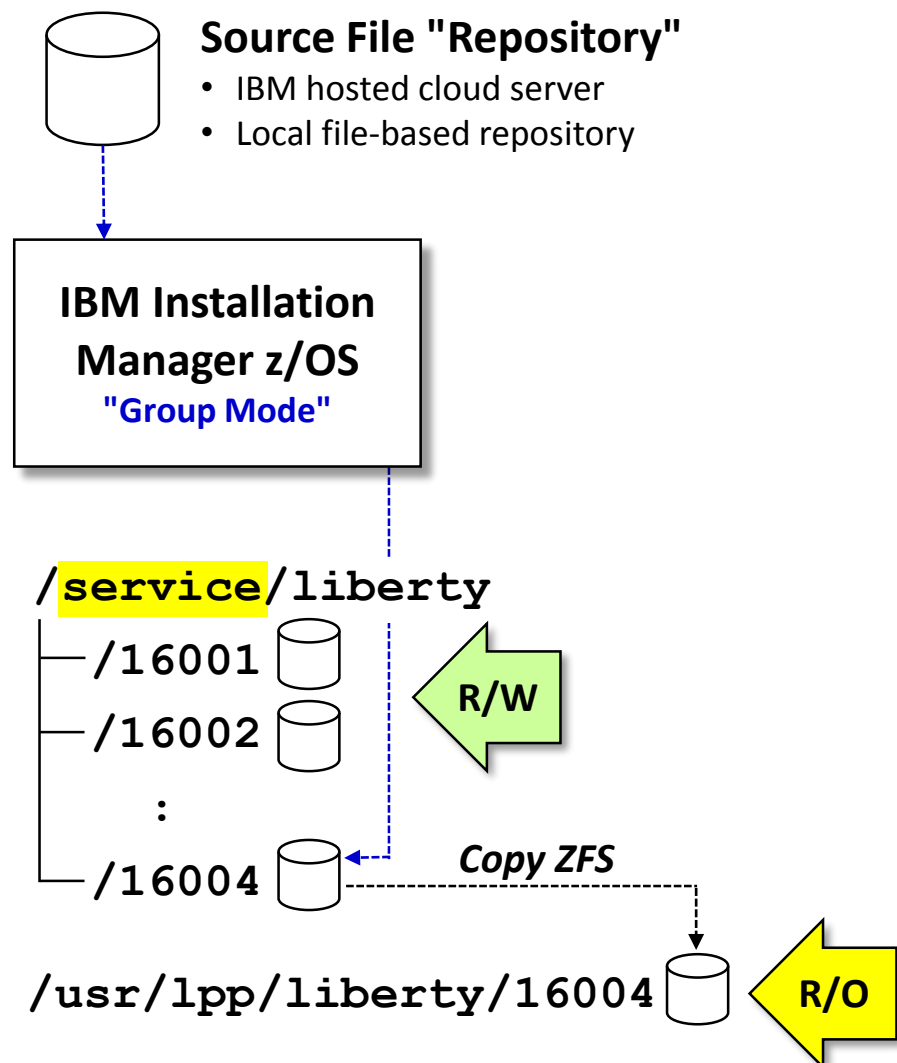 Source File "Repository"
• IBM hosted cloud server
• Local file-based repository
IBM Installation
Manager z/OS
"Group Mode"
/service/liberty
/16001
R/W
/16002
:
/16004
Copy ZFS
/usr/lpp/liberty/16004
R/O